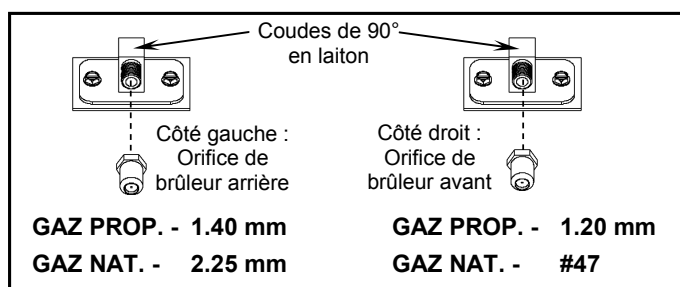 Coudes de 90°
en laiton
Côté gauche :
Orifice de
brûleur arrière
Côté droit :
Orifice de
brûleur avant
GAZ PROP. - 1.40 mm
GAZ NAT. - 2.25 mm
GAZ PROP. - 1.20 mm
GAZ NAT. - #47